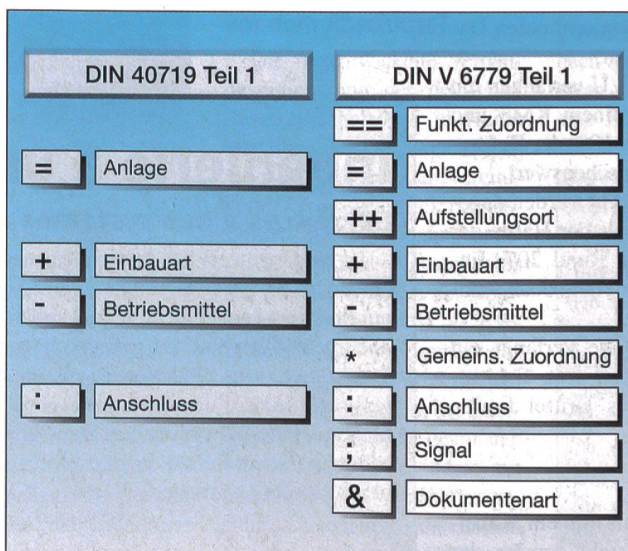 DIN 40719 Teil 1
= Anlage
+ Einbauart
- Betriebsmittel
: Anschluss
DIN V 6779 Teil 1
== Funkt. Zuordnung
= Anlage
++ Aufstellungsort
+ Einbauart
- Betriebsmittel
* Gemeins. Zuordnung
: Anschluss
; Signal
& Dokumentenart